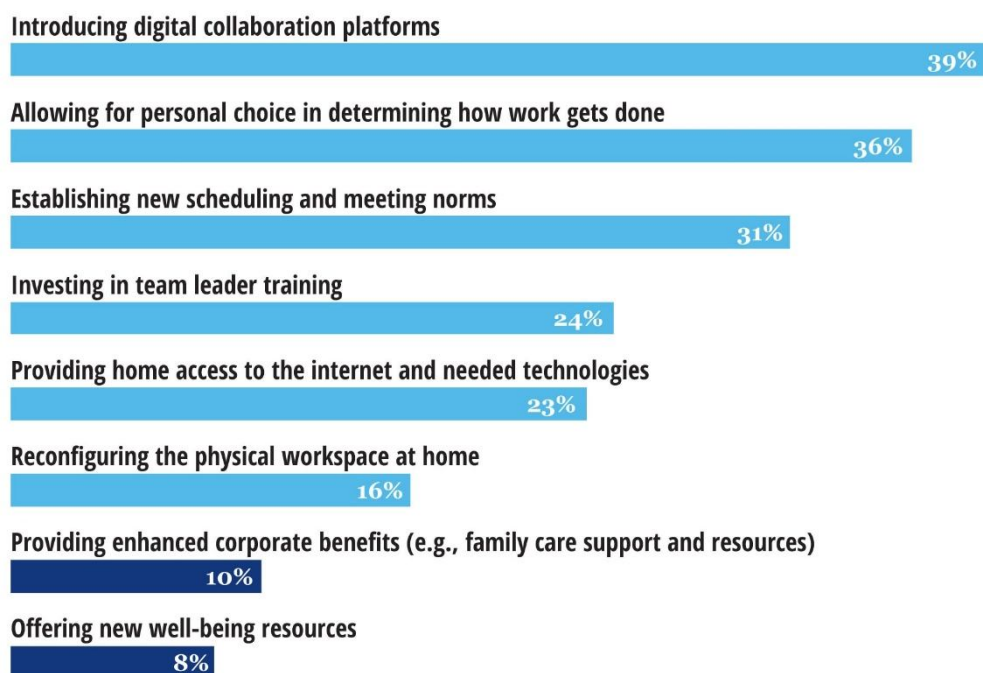 Introducing digital collaboration platforms
39%
Allowing for personal choice in determining how work gets done
36%
Establishing new scheduling and meeting norms
31%
Investing in team leader training
24%
Providing home access to the internet and needed technologies
23%
Reconfiguring the physical workspace at home
16%
Providing enhanced corporate benefits (e.g., family care support and resources)
10%
Offering new well-being resources
8%